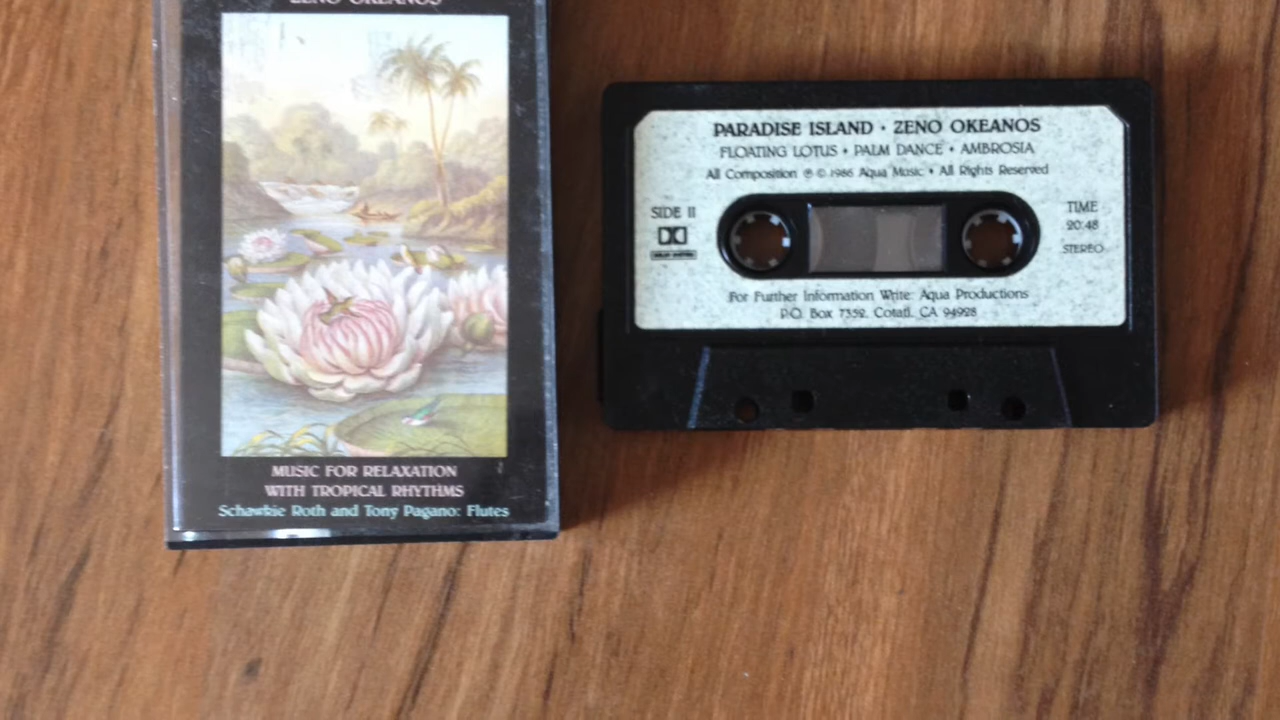 ZENO OKEANOS
MUSIC FOR RELAXATION
WITH TROPICAL RHYTHMS
Schawkie Roth and Tony Pagano: Flutes
PARADISE ISLAND • ZENO OKEANOS
FLOATING LOTUS • PALM DANCE • AMBROSIA
All Composition ℗ © 1986 Aqua Music • All Rights Reserved
SIDE II
TIME
20:48
STEREO
For Further Information Write: Aqua Productions
P.O. Box 7352, Cotati, CA 94928